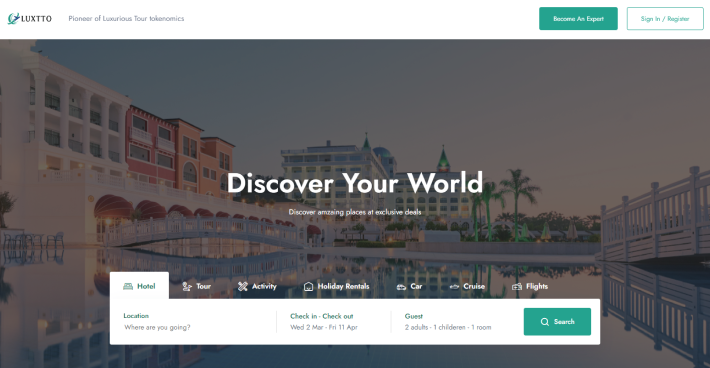 LUXTTO
Pioneer of Luxurious Tour tokenomics
Become An Expert
Sign In / Register
Discover Your World
Discover amzaing places at exclusive deals
Hotel
Tour
Activity
Holiday Rentals
Car
Cruise
Flights
Location
Where are you going?
Check in - Check out
Wed 2 Mar - Fri 11 Apr
Guest
2 adults - 1 childeren - 1 room
Search